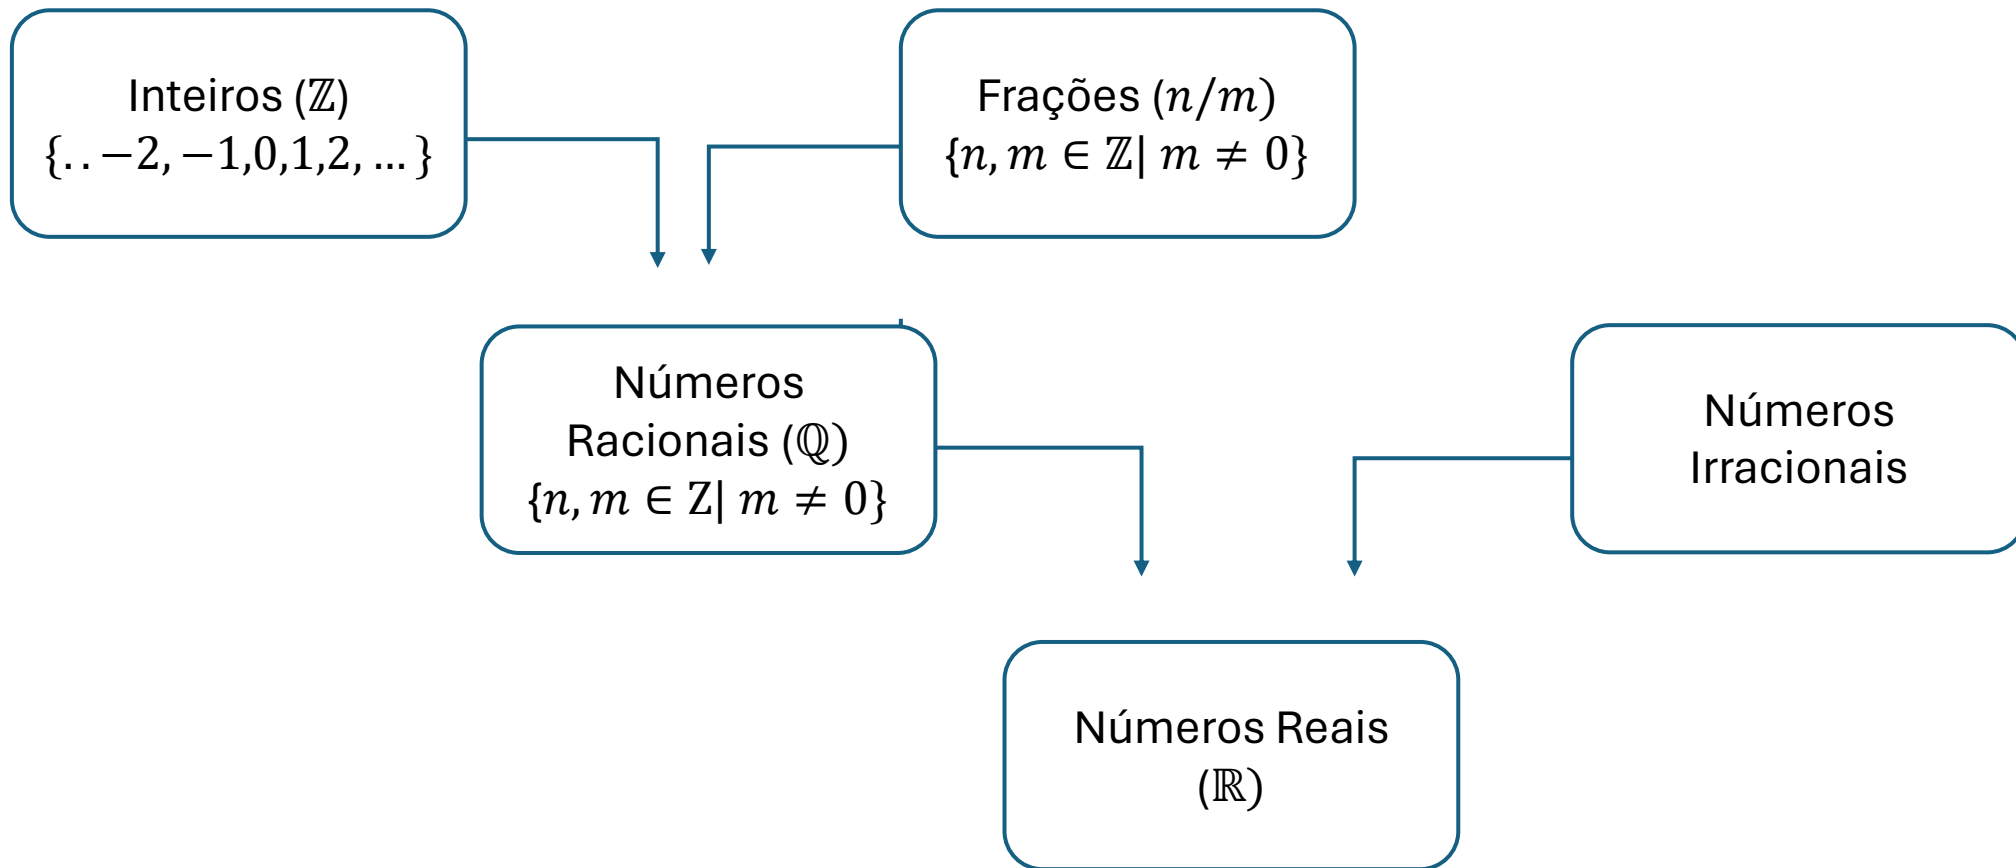 Inteiros (ℤ)
{. . −2, −1,0,1,2, … }
Frações (n/m)
{n, m ∈ ℤ| m ≠ 0}
Números
Racionais (ℚ)
{n, m ∈ Z| m ≠ 0}
Números
Irracionais
Números Reais
(ℝ)